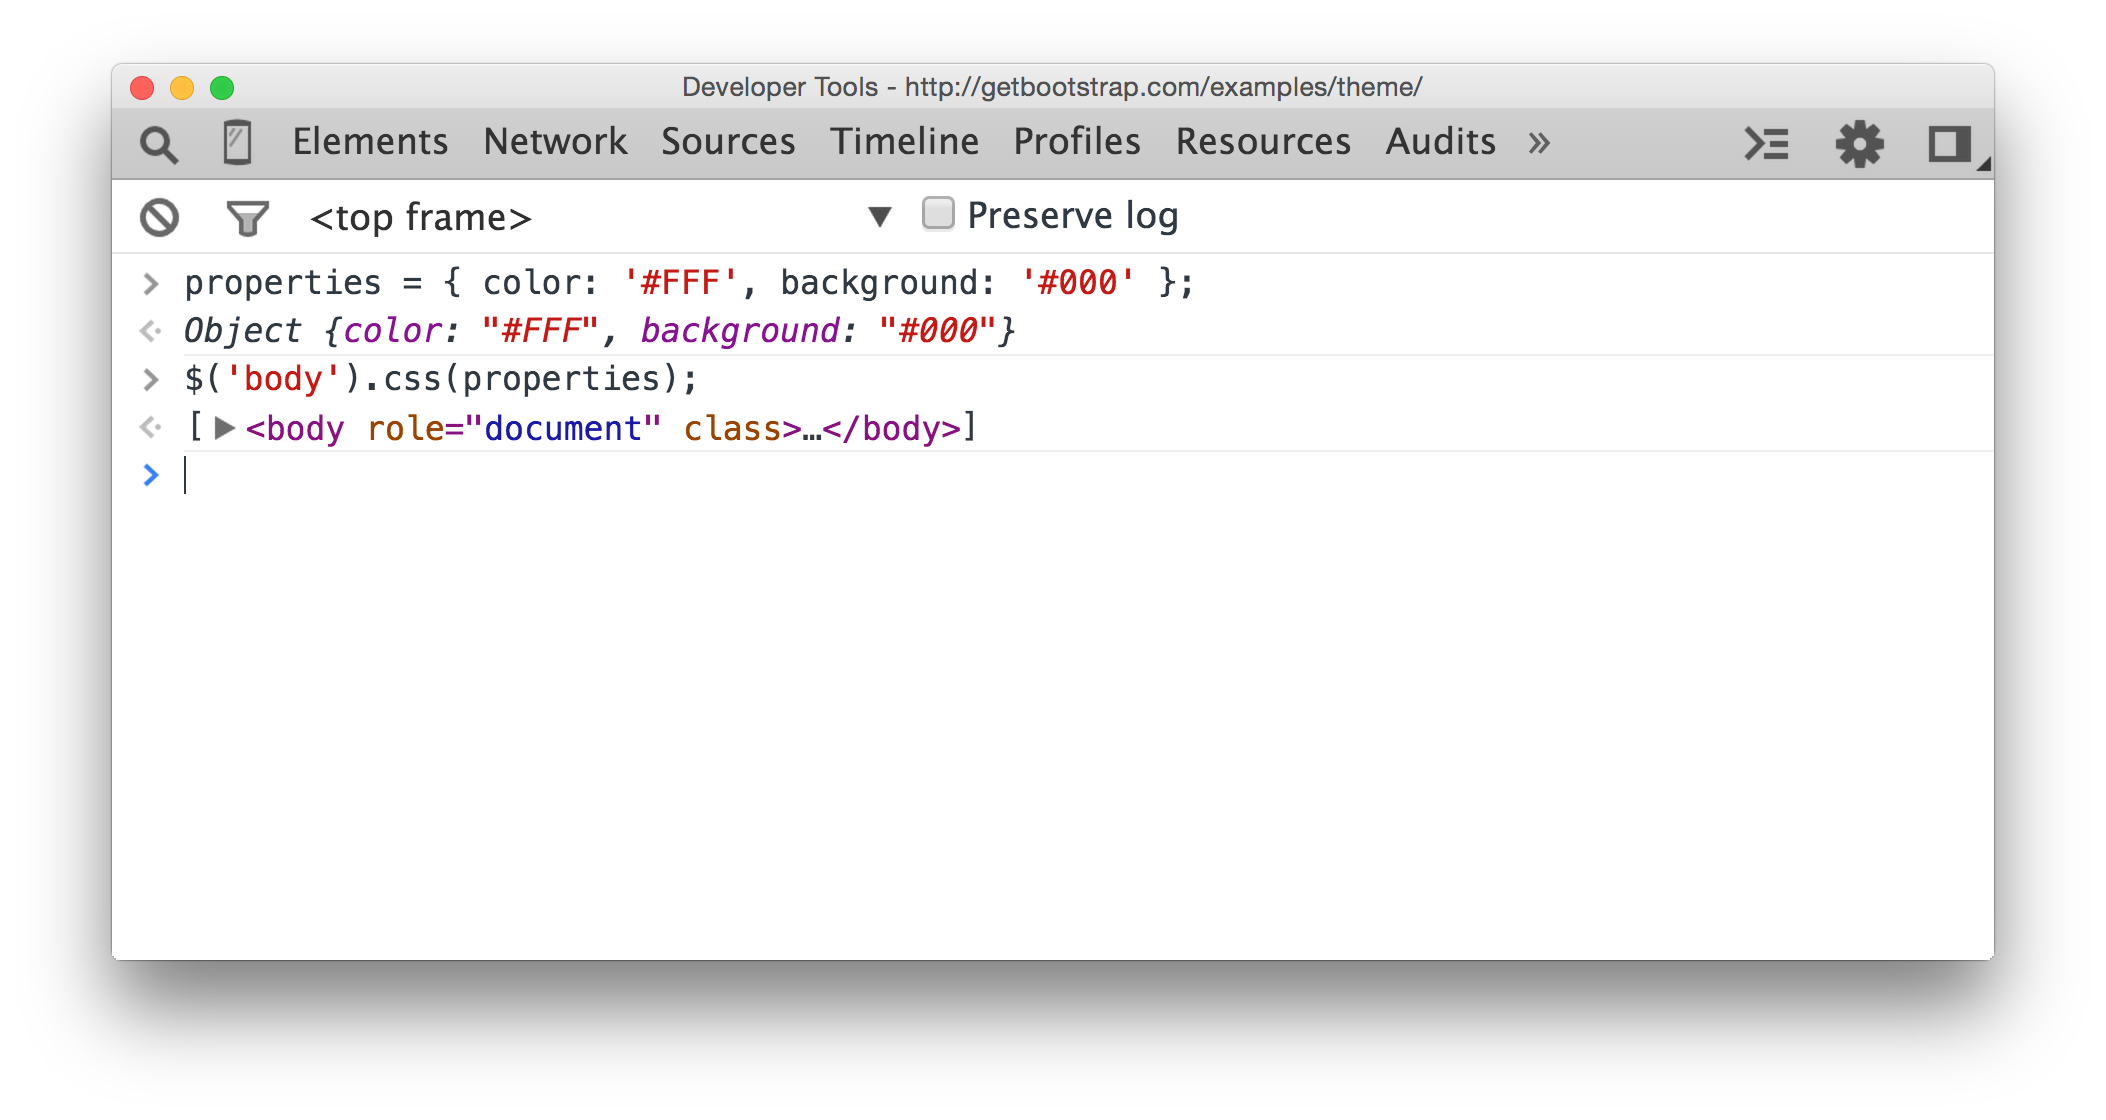 Developer Tools - http://getbootstrap.com/examples/theme/
Elements Network Sources Timeline Profiles Resources Audits »
<top frame> ▼ Preserve log
> properties = { color: '#FFF', background: '#000' };
Object {color: "#FFF", background: "#000"}
> $('body').css(properties);
[▶<body role="document" class>…</body>]
>